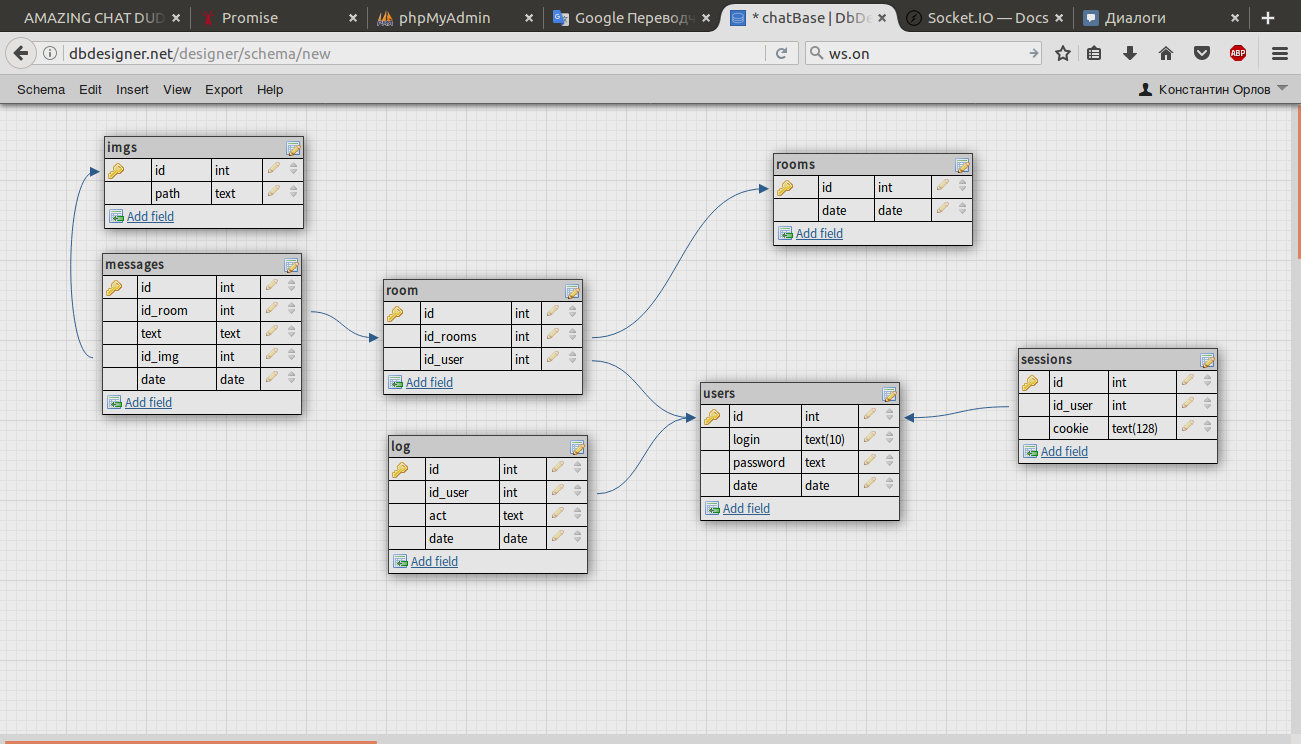 AMAZING CHAT DUD
Promise
phpMyAdmin
Google Переводч
* chatBase | DbDe
Socket.IO — Docs
Диалоги
dbdesigner.net/designer/schema/new
ws.on
ABP
Schema Edit Insert View Export Help
Константин Орлов
imgs
id int
path text
Add field
messages
id int
id_room int
text text
id_img int
date date
Add field
room
id int
id_rooms int
id_user int
Add field
log
id int
id_user int
act text
date date
Add field
rooms
id int
date date
Add field
users
id int
login text(10)
password text
date date
Add field
sessions
id int
id_user int
cookie text(128)
Add field